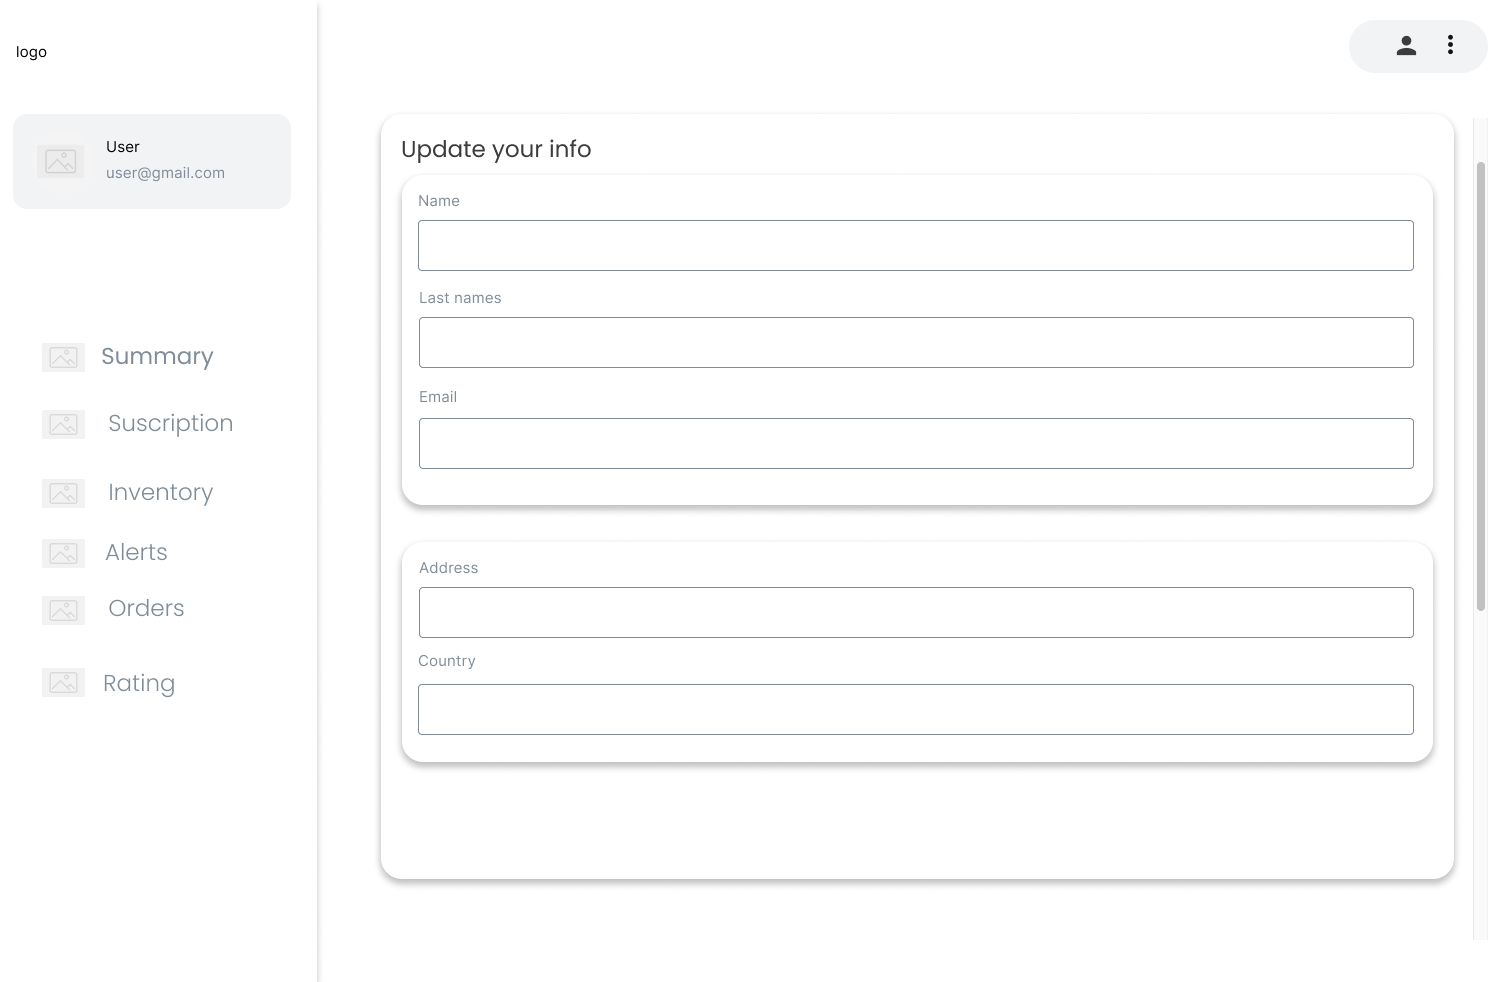 logo
User
user@gmail.com
Summary
Suscription
Inventory
Alerts
Orders
Rating
Update your info
Name
Last names
Email
Address
Country